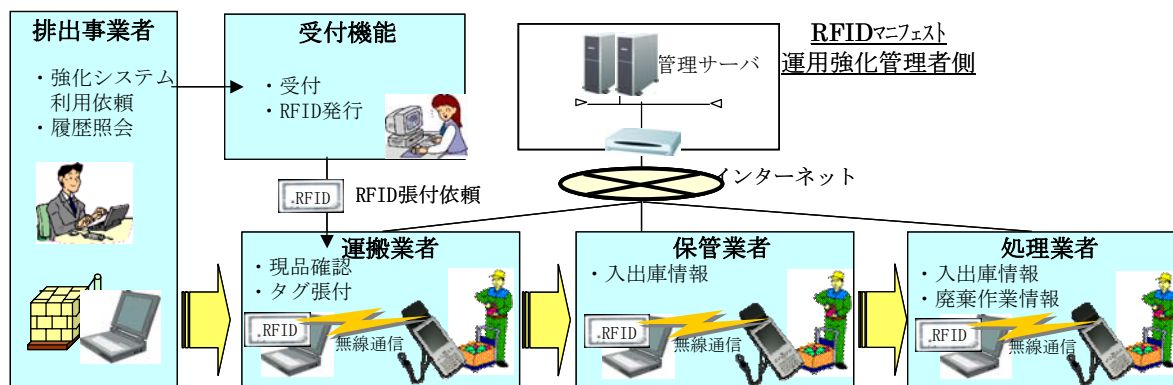 排出事業者
・強化システム
利用依頼
・履歴照会
受付機能
・受付
・RFID発行
管理サーバ
RFIDマニフェスト
運用強化管理者側
インターネット
.RFID
RFID張付依頼
運搬業者
・現品確認
・タグ張付
.RFID
無線通信
保管業者
・入出庫情報
.RFID
無線通信
処理業者
・入出庫情報
・廃棄作業情報
.RFID
無線通信